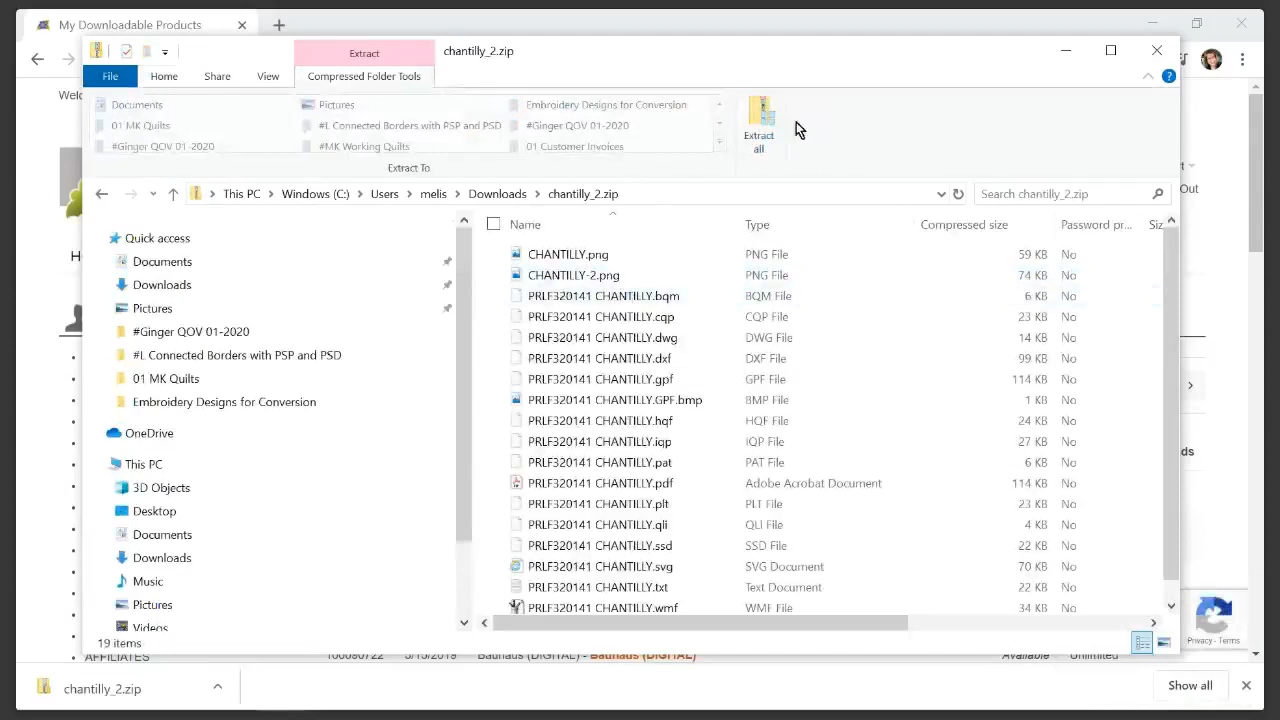 My Downloadable Products
Extract
chantilly_2.zip
File
Home
Share
View
Compressed Folder Tools
Documents
Pictures
Embroidery Designs for Conversion
01 MK Quilts
#L Connected Borders with PSP and PSD
#Ginger QOV 01-2020
#Ginger QOV 01-2020
#MK Working Quilts
01 Customer Invoices
Extract
all
Extract To
This PC
Windows (C:)
Users
melis
Downloads
chantilly_2.zip
Search chantilly_2.zip
Out
Quick access
Documents
Downloads
Pictures
#Ginger QOV 01-2020
#L Connected Borders with PSP and PSD
01 MK Quilts
Embroidery Designs for Conversion
OneDrive
This PC
3D Objects
Desktop
Documents
Downloads
Music
Pictures
Videos
Name Type Compressed size Password pr...
CHANTILLY.png PNG File 59 KB No
CHANTILLY-2.png PNG File 74 KB No
PRLF320141 CHANTILLY.bqm BQM File 6 KB No
PRLF320141 CHANTILLY.cqp CQP File 23 KB No
PRLF320141 CHANTILLY.dwg DWG File 14 KB No
PRLF320141 CHANTILLY.dxf DXF File 99 KB No
PRLF320141 CHANTILLY.gpf GPF File 114 KB No
PRLF320141 CHANTILLY.GPF.bmp BMP File 1 KB No
PRLF320141 CHANTILLY.hqf HQF File 24 KB No
PRLF320141 CHANTILLY.iqp IQP File 27 KB No
PRLF320141 CHANTILLY.pat PAT File 6 KB No
PRLF320141 CHANTILLY.pdf Adobe Acrobat Document 114 KB No
PRLF320141 CHANTILLY.plt PLT File 23 KB No
PRLF320141 CHANTILLY.qli QLI File 4 KB No
PRLF320141 CHANTILLY.ssd SSD File 22 KB No
PRLF320141 CHANTILLY.svg SVG Document 70 KB No
PRLF320141 CHANTILLY.txt Text Document 22 KB No
PRLF320141 CHANTILLY.wmf WMF File 34 KB No
19 items
Privacy - Terms
AFFILIATES
5/15/2019 Bauhaus (DIGITAL) - Bauhaus (DIGITAL) Available Unlimited
chantilly_2.zip
Show all